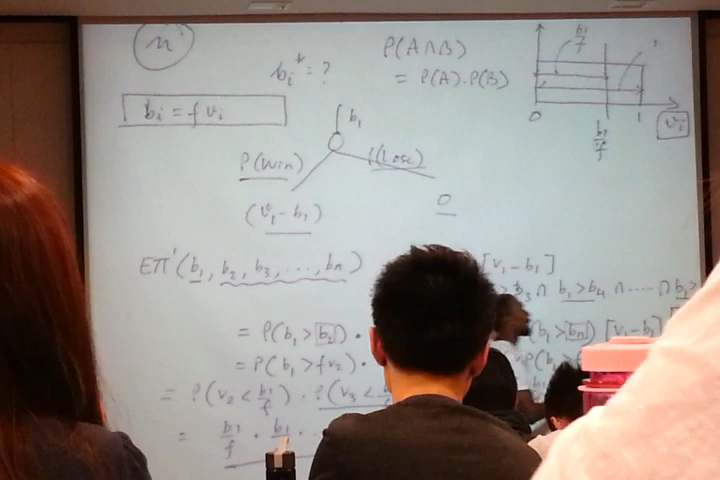 n
b_i* = ?
P(A∩B)
= P(A).P(B)
b_i = f v_i
b_1
P(Win)
P(Lose)
(v_1 - b_1)
0
b_1/f
1
0
b_1/f
1
v_i
Eπ'(b_1, b_2, b_3, ..., b_n)
[v_1 - b_1]
b_3 ∩ b_1 > b_4 ∩ ..... ∩ b_1 >
= P(b_1 > b_2) .
(b_1 > b_n) [v_1 - b_1]
= P(b_1 > f v_2) .
= P(v_2 < b_1/f) . P(v_3 <
= b_1/f . b_1